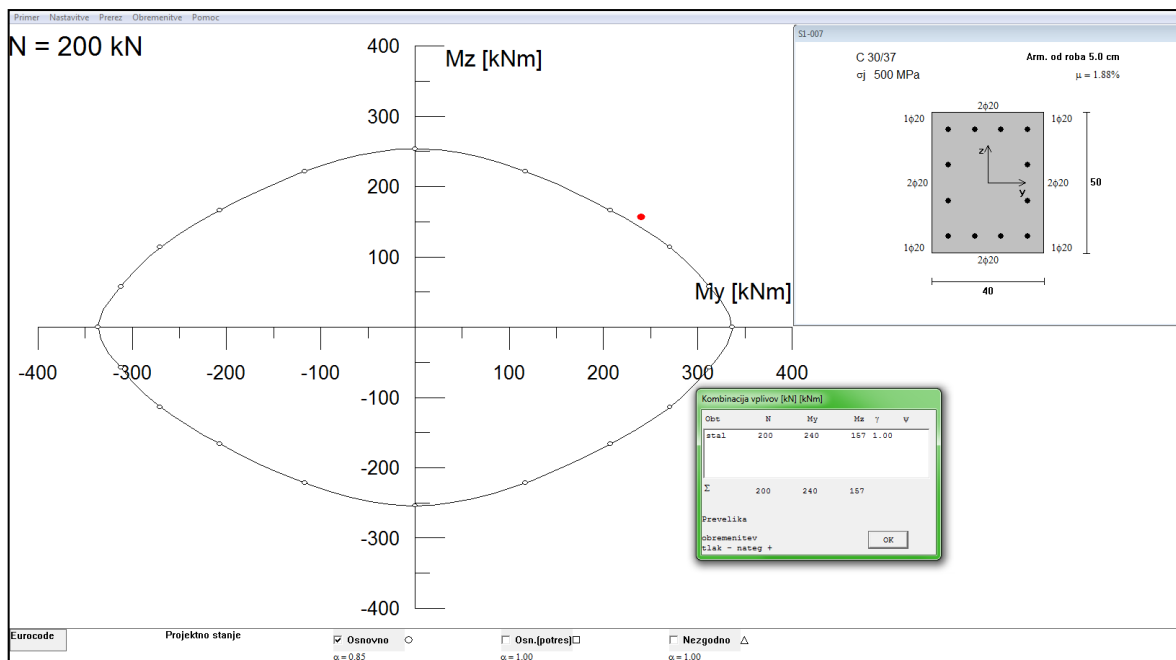 Primer Nastavitve Prerez Obremenitve Pomoc
N = 200 kN
Mz [kNm]
400
300
200
100
My [kNm]
-400 -300 -200 -100 100 200 300 400
-100
-200
-300
-400
S1-007
C 30/37
Arm. od roba 5.0 cm
σj 500 MPa
μ = 1.88%
2ϕ20
1ϕ20 1ϕ20
z
2ϕ20 2ϕ20 50
y
1ϕ20 1ϕ20
2ϕ20
40
Kombinacija vplivov [kN] [kNm]
Obt N My Mz γ ψ
stal 200 240 157 1.00
Σ 200 240 157
Prevelika
obremenitev
tlak - nateg +
OK
Eurocode
Projektno stanje
Osnovno
α = 0.85
Osn.(potres)
α = 1.00
Nezgodno
α = 1.00